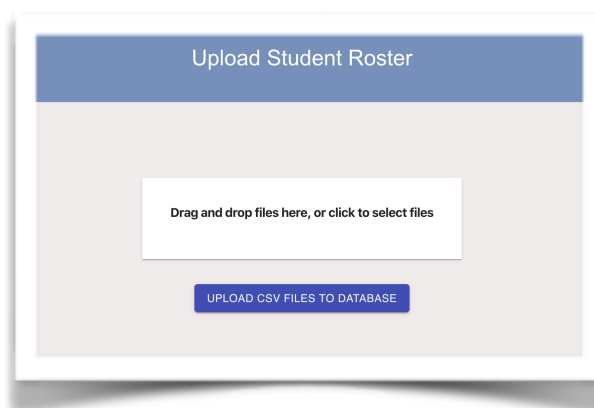 Upload Student Roster
Drag and drop files here, or click to select files
UPLOAD CSV FILES TO DATABASE